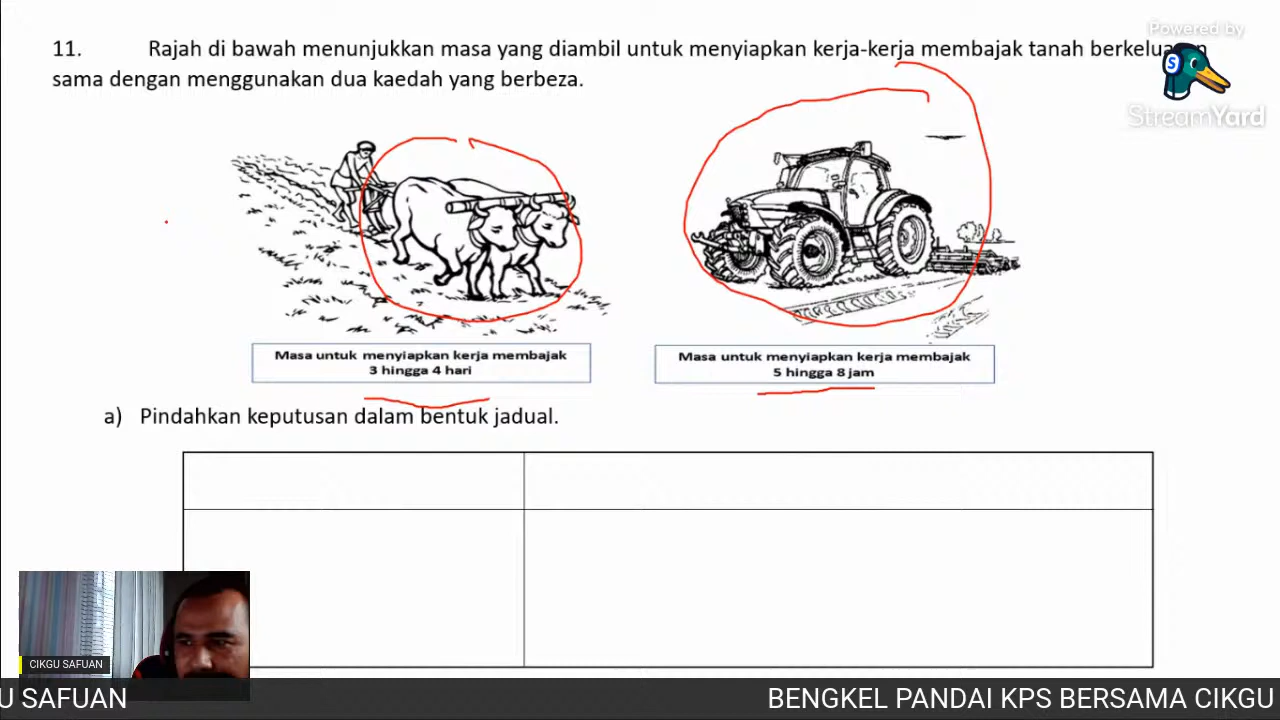 Powered by
StreamYard
11. Rajah di bawah menunjukkan masa yang diambil untuk menyiapkan kerja-kerja membajak tanah
sama dengan menggunakan dua kaedah yang berbeza.
Masa untuk menyiapkan kerja membajak
3 hingga 4 hari
Masa untuk menyiapkan kerja membajak
5 hingga 8 jam
a) Pindahkan keputusan dalam bentuk jadual.
CIKGU SAFUAN
U SAFUAN
BENGKEL PANDAI KPS BERSAMA CIKGU